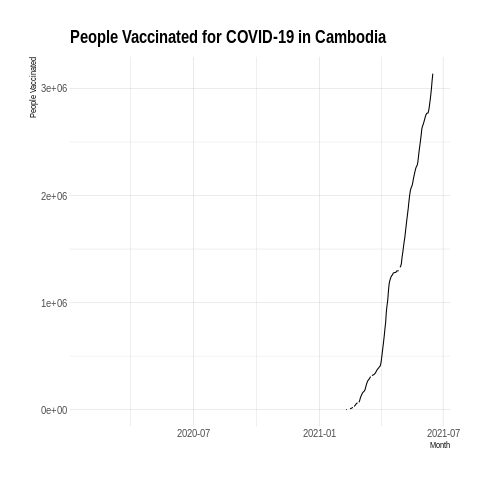 People Vaccinated for COVID-19 in Cambodia
People Vaccinated
3e+06
2e+06
1e+06
0e+00
2020-07
2021-01
2021-07
Month